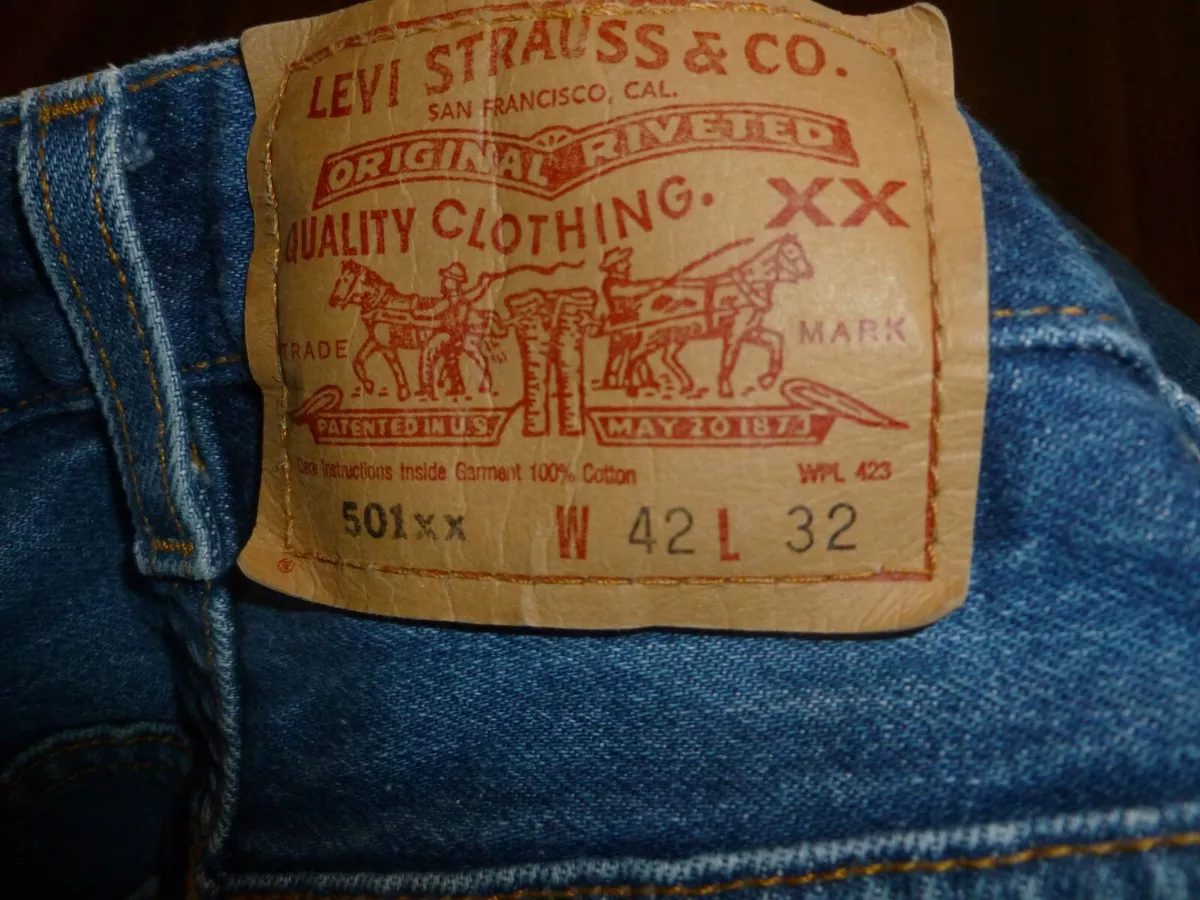 LEVI STRAUSS & CO.
SAN FRANCISCO, CAL.
ORIGINAL RIVETED
QUALITY CLOTHING. XX
TRADE MARK
PATENTED IN U.S. MAY 20 1873
Care Instructions Inside Garment 100% Cotton WPL 423
501xx W 42 L 32
®